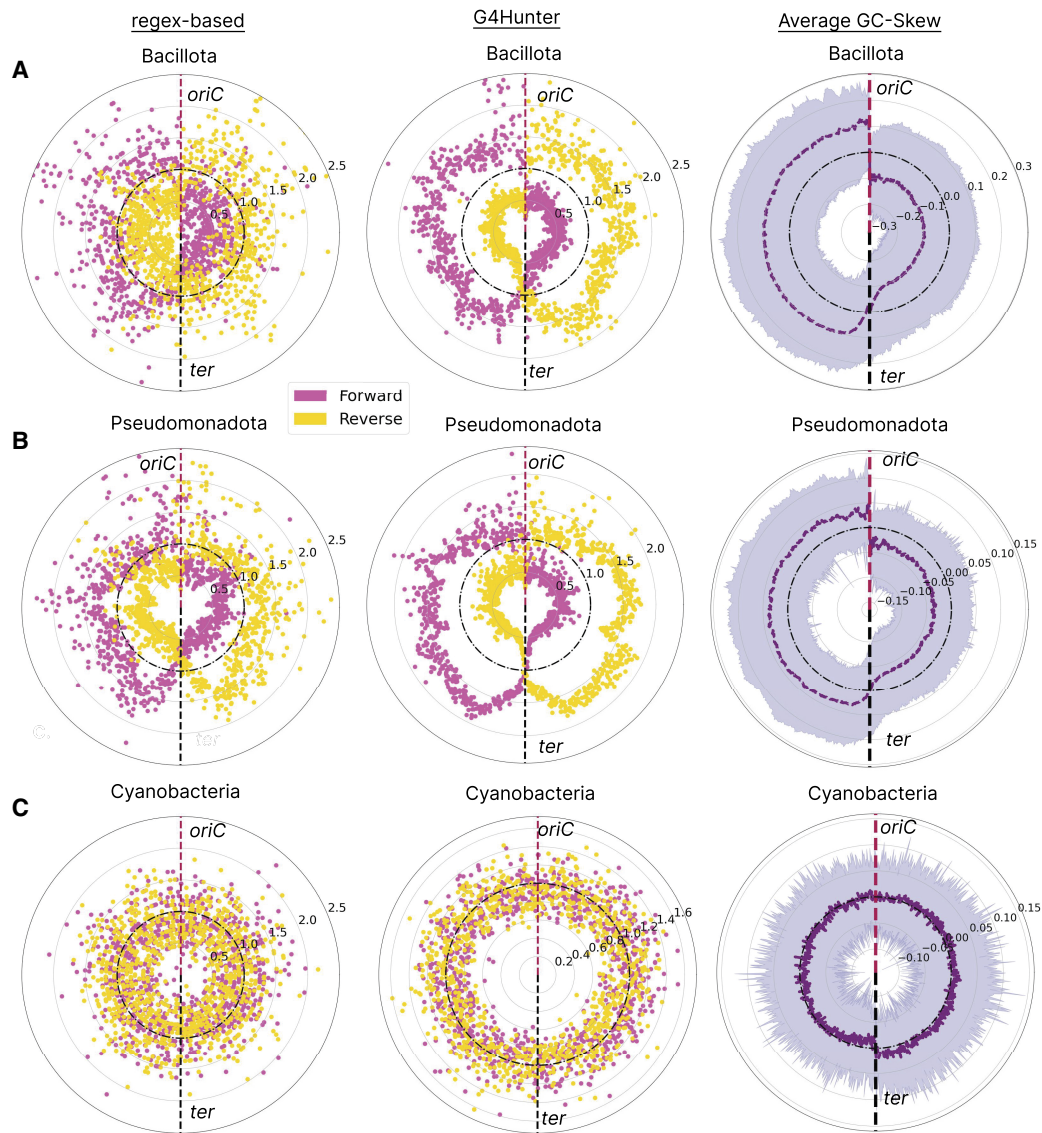 regex-based
G4Hunter
Average GC-Skew
A
Bacillota
Bacillota
Bacillota
oriC
oriC
oriC
2.5
2.0
1.5
1.0
0.5
2.5
2.0
1.5
1.0
0.5
0.3
0.2
0.1
0.0
−0.1
−0.2
−0.3
ter
ter
ter
Forward
Reverse
B
Pseudomonadota
Pseudomonadota
Pseudomonadota
oriC
oriC
oriC
2.5
2.0
1.5
1.0
0.5
2.0
1.5
1.0
0.5
0.15
0.10
0.05
−0.00
−0.05
−0.10
−0.15
C.
ter
ter
ter
C
Cyanobacteria
Cyanobacteria
Cyanobacteria
oriC
oriC
oriC
2.5
2.0
1.5
1.0
0.5
1.6
1.4
1.2
1.0
0.8
0.6
0.4
0.2
0.15
0.10
0.05
0.00
−0.10
ter
ter
ter